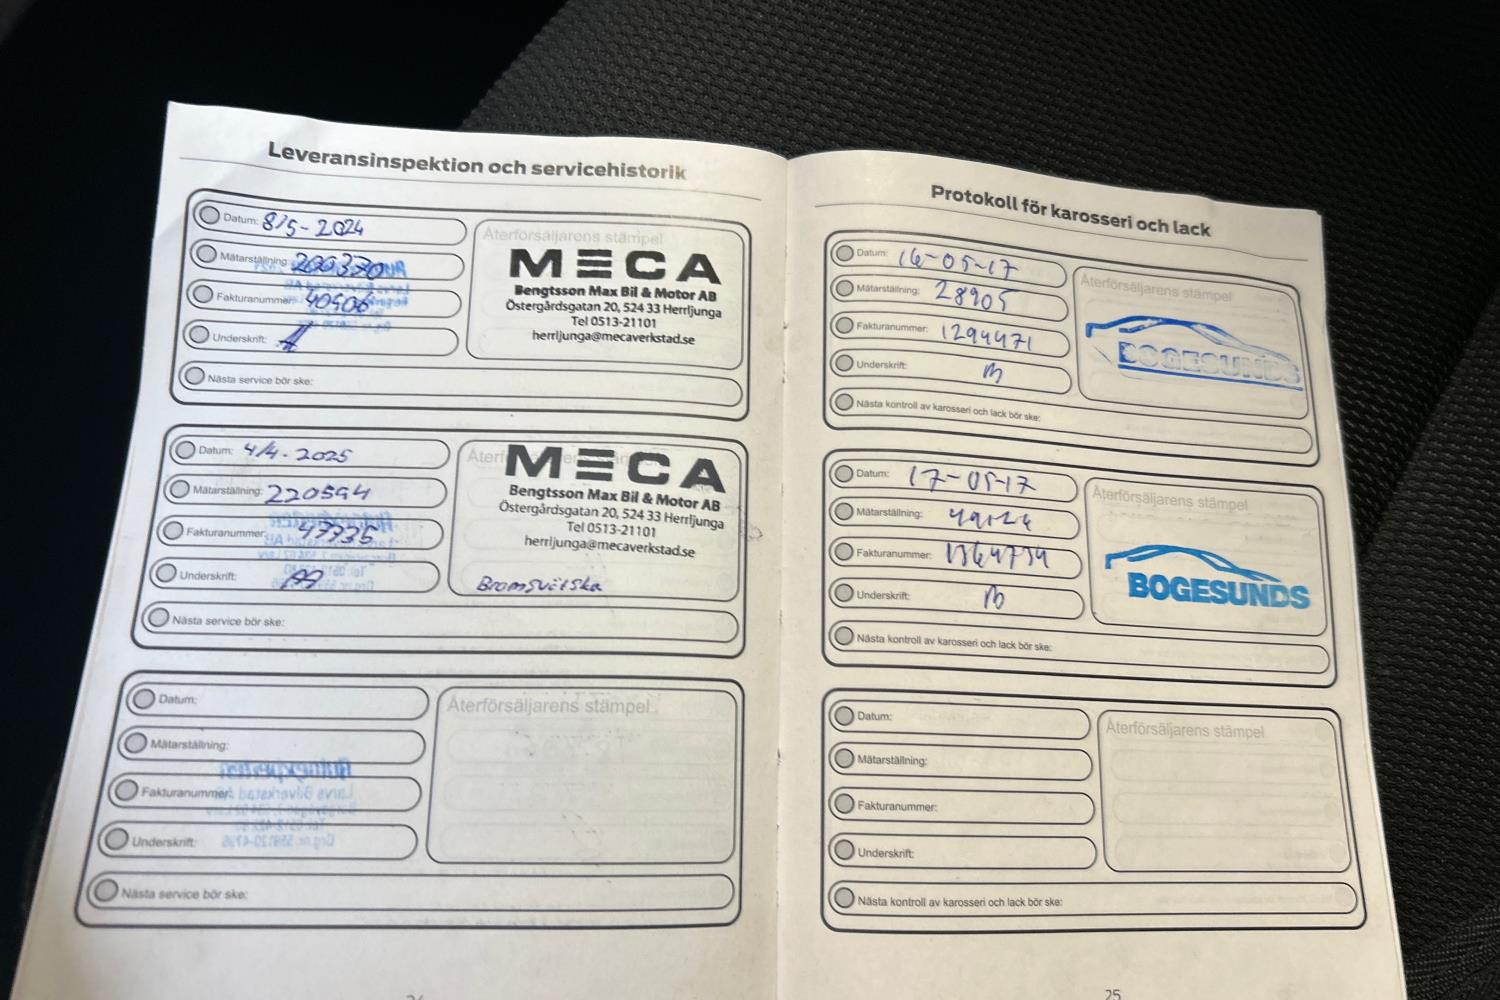 Leveransinspektion och servicehistorik
Datum: 8/5-2024
Mätarställning: 200370
Fakturanummer: 40506
Underskrift:
Nästa service bör ske:
Återförsäljarens stämpel
MECA
Bengtsson Max Bil & Motor AB
Östergårdsgatan 20, 524 33 Herrljunga
Tel 0513-21101
herrljunga@mecaverkstad.se
Datum: 4/4-2025
Mätarställning: 220594
Fakturanummer: 47735
Underskrift:
Nästa service bör ske:
MECA
Bengtsson Max Bil & Motor AB
Östergårdsgatan 20, 524 33 Herrljunga
Tel 0513-21101
herrljunga@mecaverkstad.se
Bromsvätska
Datum:
Mätarställning:
Fakturanummer:
Underskrift:
Nästa service bör ske:
Återförsäljarens stämpel
Protokoll för karosseri och lack
Datum: 16-05-17
Mätarställning: 28905
Fakturanummer: 1294471
Underskrift:
Nästa kontroll av karosseri och lack bör ske:
Återförsäljarens stämpel
BOGESUNDS
Datum: 17-05-17
Mätarställning:
Fakturanummer: 1364734
Underskrift:
Nästa kontroll av karosseri och lack bör ske:
Återförsäljarens stämpel
BOGESUNDS
Datum:
Mätarställning:
Fakturanummer:
Underskrift:
Nästa kontroll av karosseri och lack bör ske:
Återförsäljarens stämpel
25